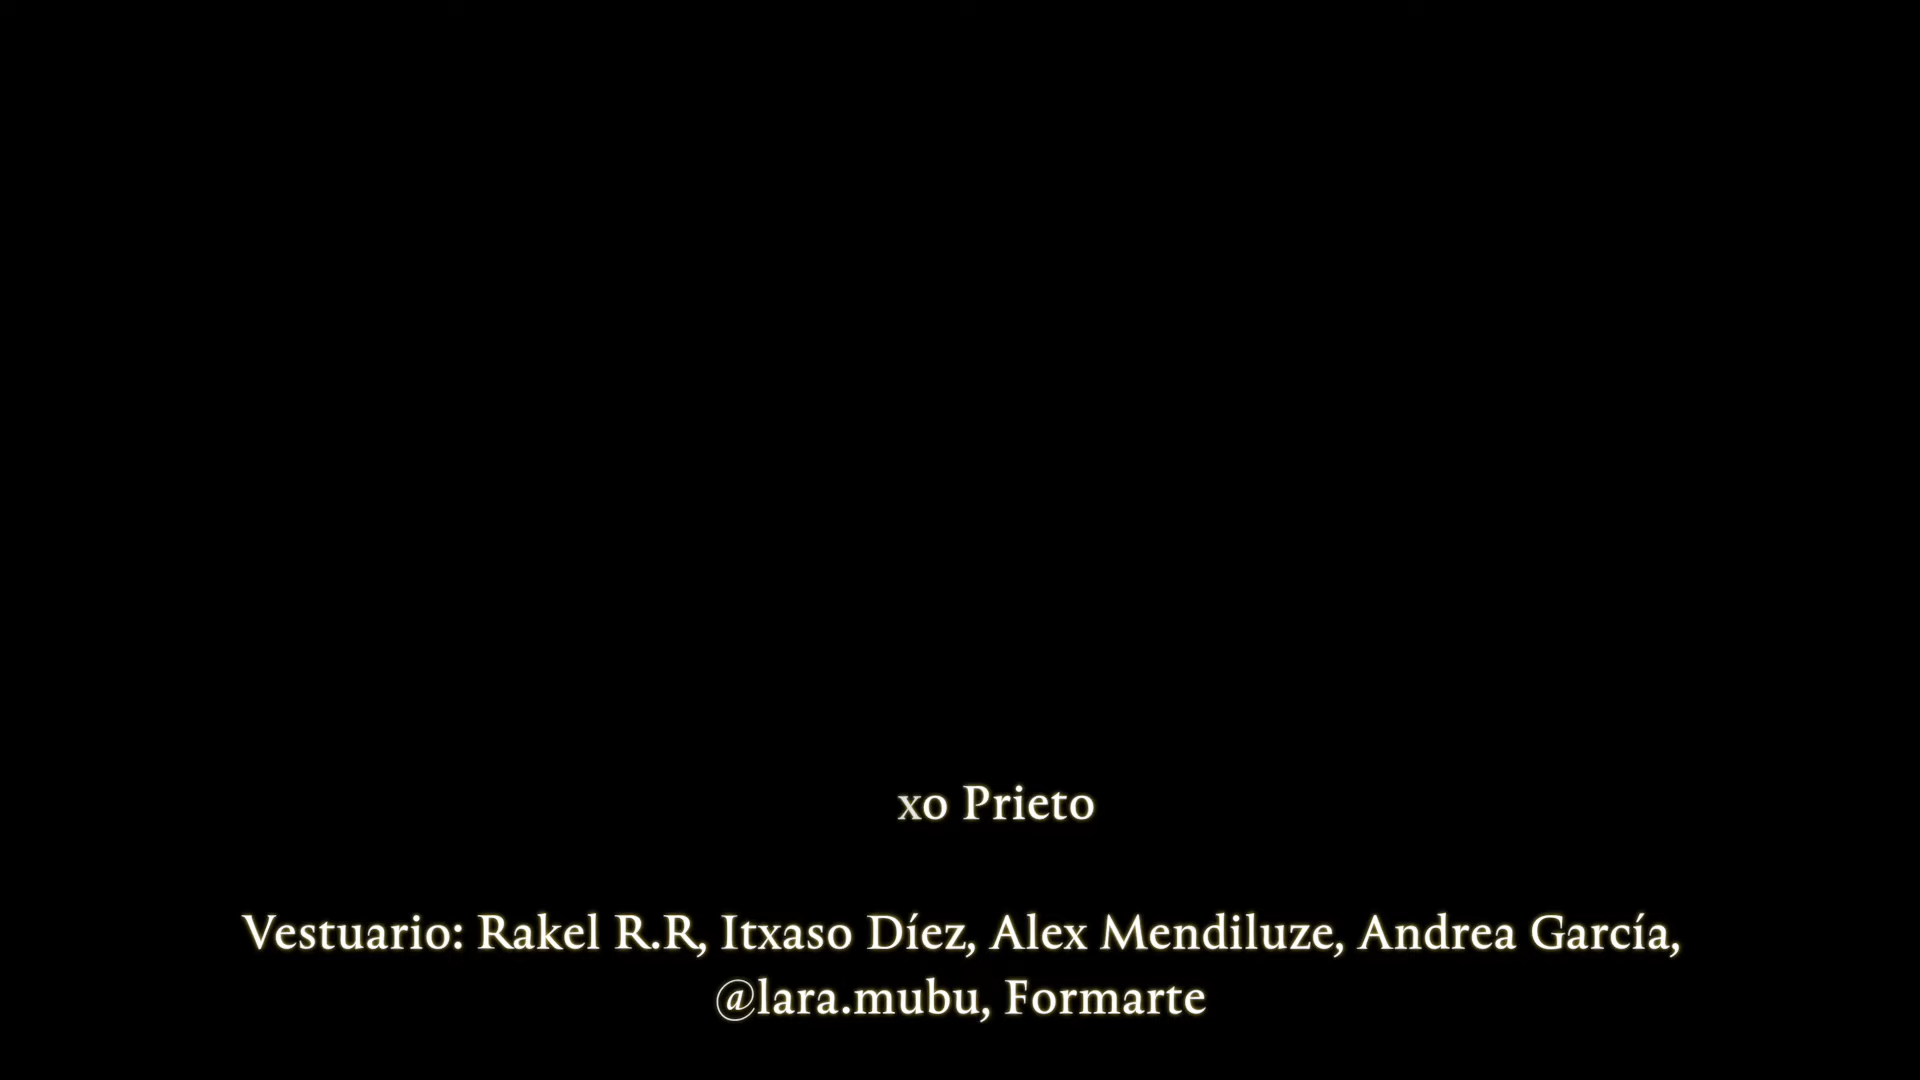 xo Prieto
Vestuario: Rakel R.R, Itxaso Díez, Alex Mendiluze, Andrea García,
@lara.mubu, Formarte